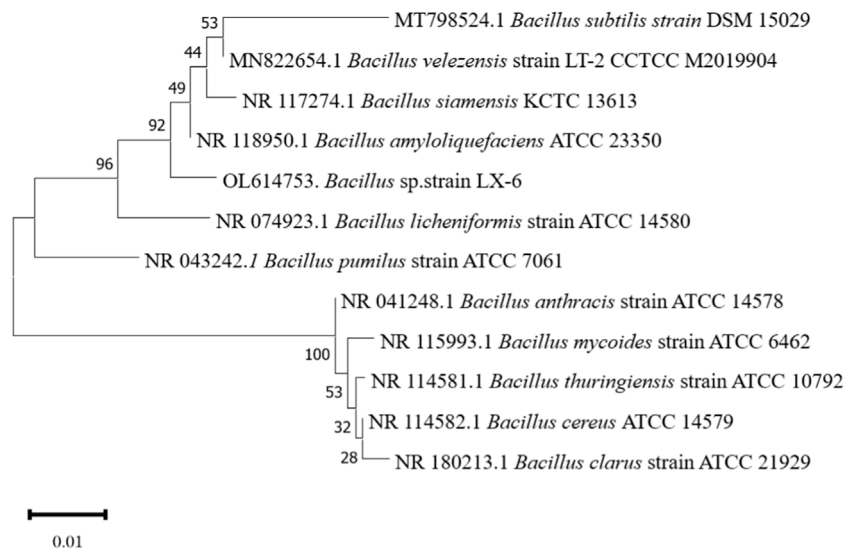 53
MT798524.1 Bacillus subtilis strain DSM 15029
44
MN822654.1 Bacillus velezensis strain LT-2 CCTCC M2019904
49
NR 117274.1 Bacillus siamensis KCTC 13613
92
NR 118950.1 Bacillus amyloliquefaciens ATCC 23350
96
OL614753. Bacillus sp.strain LX-6
NR 074923.1 Bacillus licheniformis strain ATCC 14580
NR 043242.1 Bacillus pumilus strain ATCC 7061
NR 041248.1 Bacillus anthracis strain ATCC 14578
100
NR 115993.1 Bacillus mycoides strain ATCC 6462
53
NR 114581.1 Bacillus thuringiensis strain ATCC 10792
32
NR 114582.1 Bacillus cereus ATCC 14579
28
NR 180213.1 Bacillus clarus strain ATCC 21929
0.01